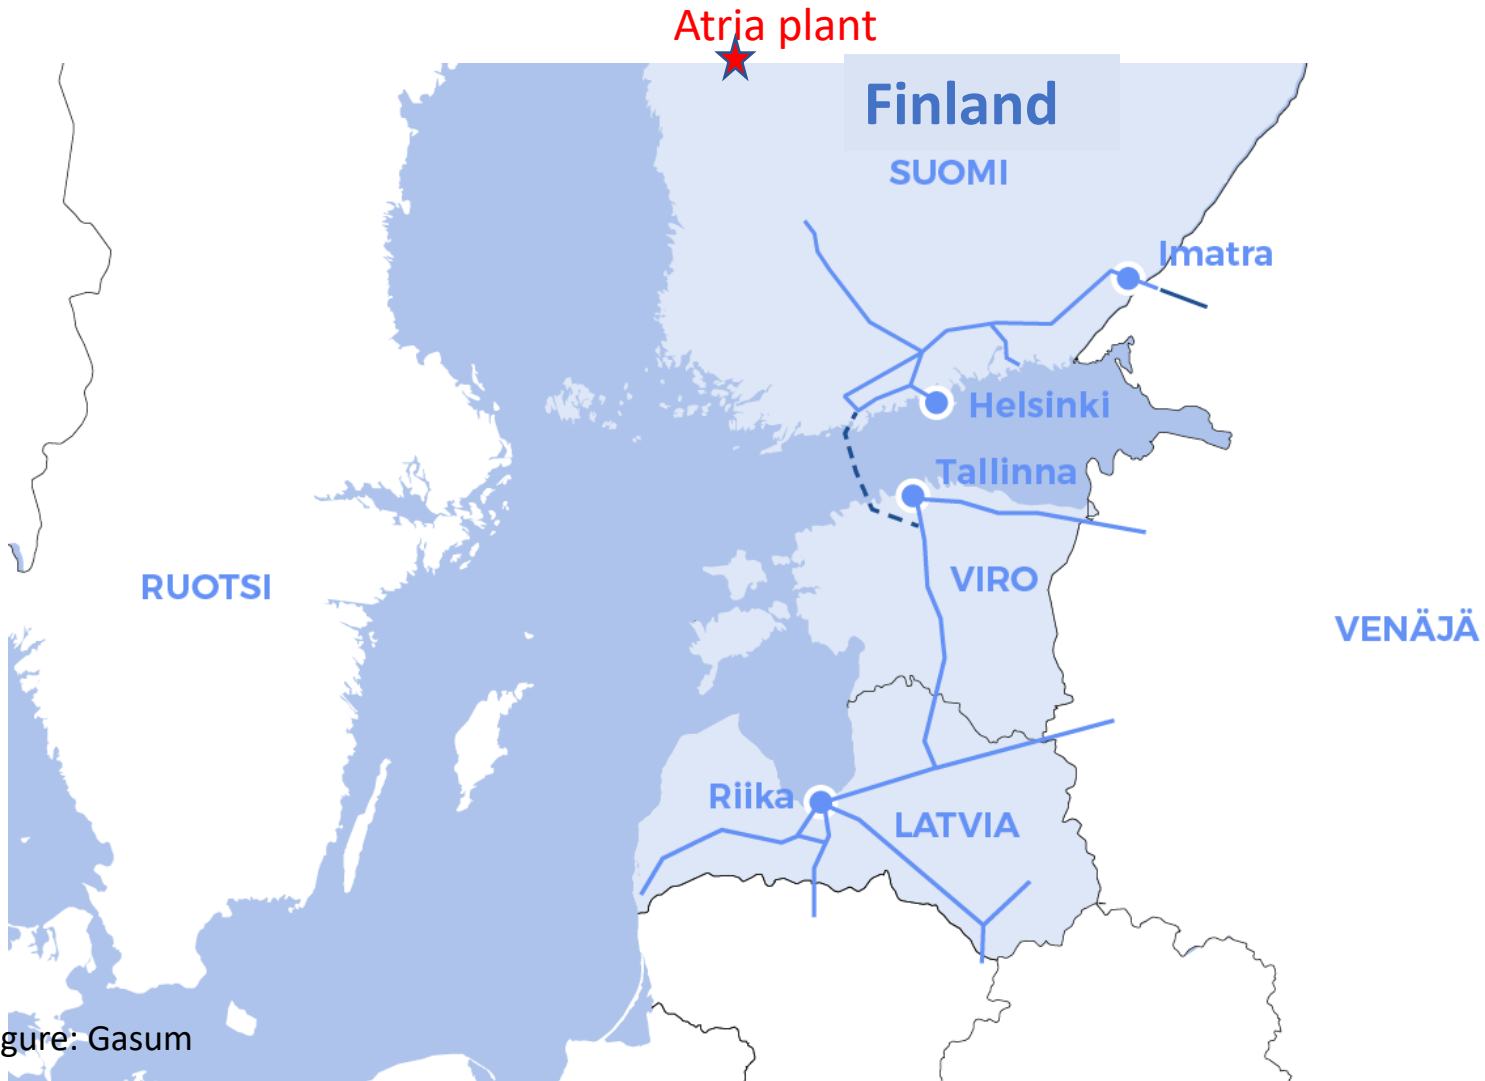 Atria plant
Finland
SUOMI
Imatra
Helsinki
Tallinna
RUOTSI
VIRO
VENÄJÄ
Riika
LATVIA
gure: Gasum